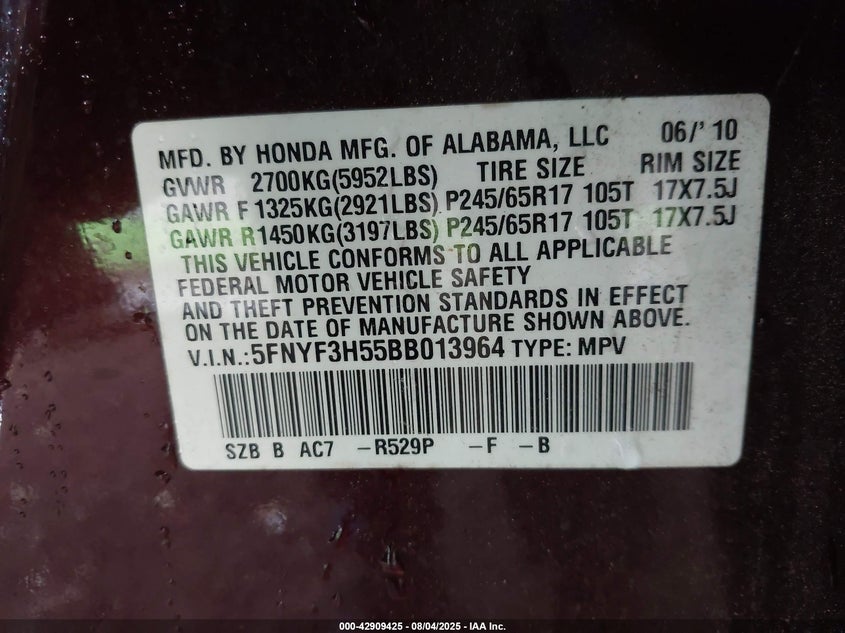 MFD. BY HONDA MFG. OF ALABAMA, LLC 06/' 10
GVWR 2700KG(5952LBS) TIRE SIZE RIM SIZE
GAWR F 1325KG(2921LBS) P245/65R17 105T 17X7.5J
GAWR R1450KG(3197LBS) P245/65R17 105T 17X7.5J
THIS VEHICLE CONFORMS TO ALL APPLICABLE
FEDERAL MOTOR VEHICLE SAFETY
AND THEFT PREVENTION STANDARDS IN EFFECT
ON THE DATE OF MANUFACTURE SHOWN ABOVE.
V.I.N.:5FNYF3H55BB013964 TYPE: MPV
SZB B AC7 -R529P -F -B
000-42909425 - 08/04/2025 - IAA Inc.